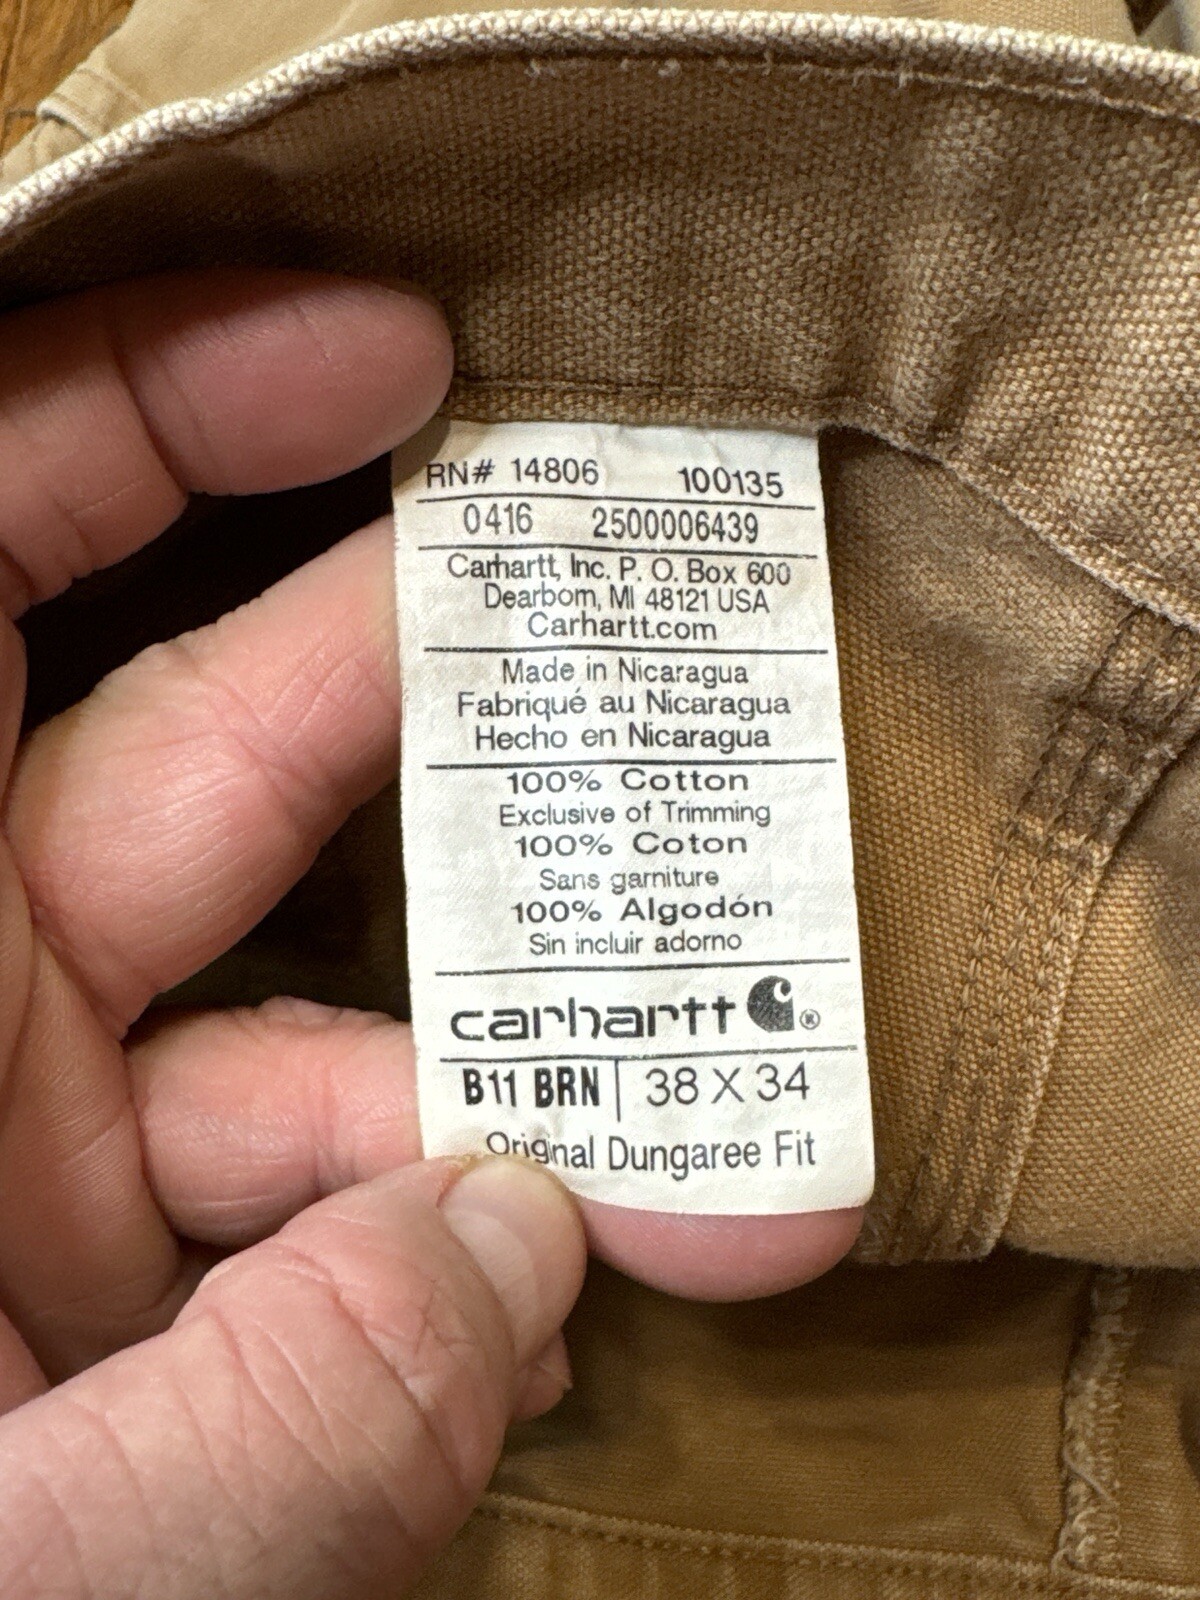 RN# 14806 100135
0416 2500006439
Carhartt, Inc. P. O. Box 600
Dearborn, MI 48121 USA
Carhartt.com
Made in Nicaragua
Fabriqué au Nicaragua
Hecho en Nicaragua
100% Cotton
Exclusive of Trimming
100% Coton
Sans garniture
100% Algodón
Sin incluir adorno
carhartt ®
B11 BRN | 38 X 34
Original Dungaree Fit